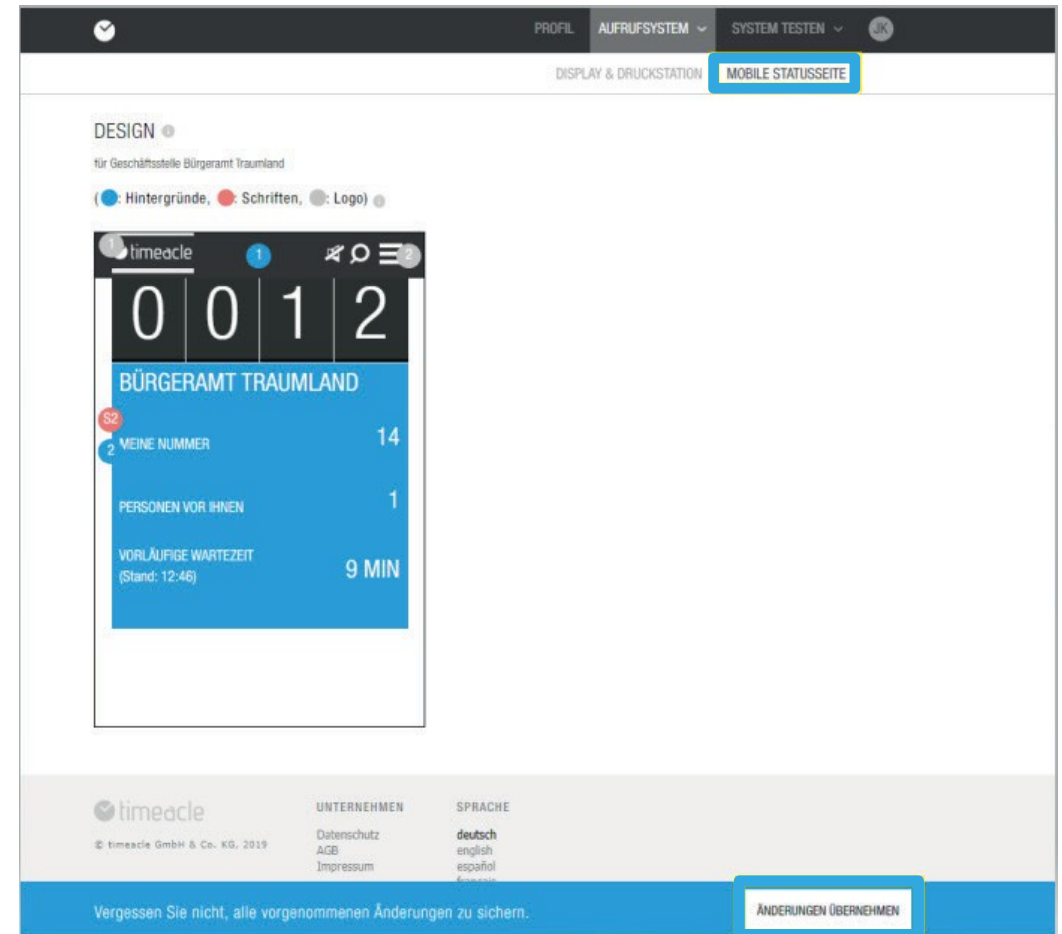 PROFIL AUFRUFSYSTEM SYSTEM TESTEN JK
DISPLAY & DRUCKSTATION MOBILE STATUSSEITE
DESIGN
für Geschäftsstelle Bürgeramt Traumland
( : Hintergründe, : Schriften, : Logo)
1 timeacle 1 2
0 0 1 2
BÜRGERAMT TRAUMLAND
S2
MEINE NUMMER 14
2
PERSONEN VOR IHNEN 1
VORLÄUFIGE WARTEZEIT
(Stand: 12:46) 9 MIN
timeacle
© timeacle GmbH & Co. KG, 2019
UNTERNEHMEN
Datenschutz
AGB
Impressum
SPRACHE
deutsch
english
español
français
Vergessen Sie nicht, alle vorgenommenen Änderungen zu sichern.
ÄNDERUNGEN ÜBERNEHMEN